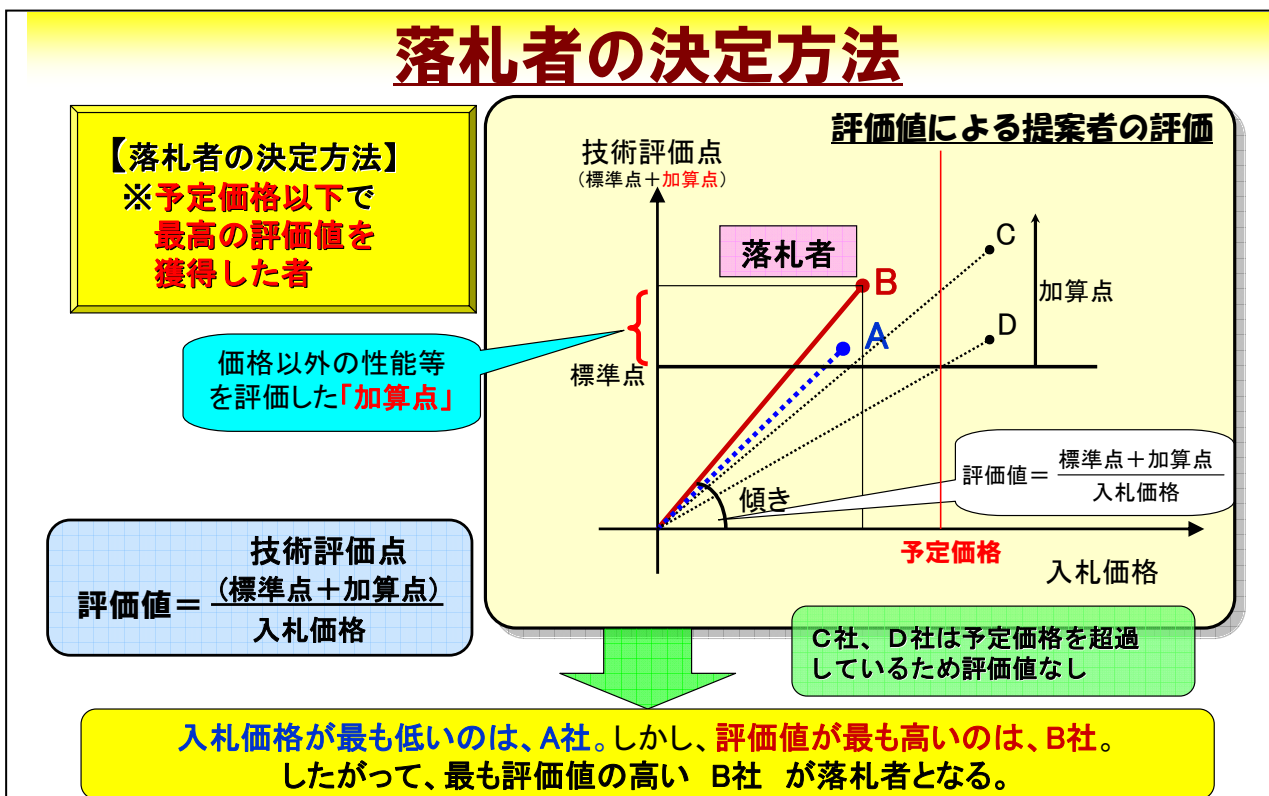 落札者の決定方法
【落札者の決定方法】
※予定価格以下で
最高の評価値を
獲得した者
評価値による提案者の評価
技術評価点
（標準点＋加算点）
落札者
B
A
C
D
加算点
標準点
価格以外の性能等
を評価した「加算点」
傾き
評価値＝
標準点＋加算点
入札価格
予定価格
入札価格
技術評価点
(標準点＋加算点)
評価値＝
入札価格
C社、D社は予定価格を超過
しているため評価値なし
入札価格が最も低いのは、A社。しかし、評価値が最も高いのは、B社。
したがって、最も評価値の高い　B社　が落札者となる。